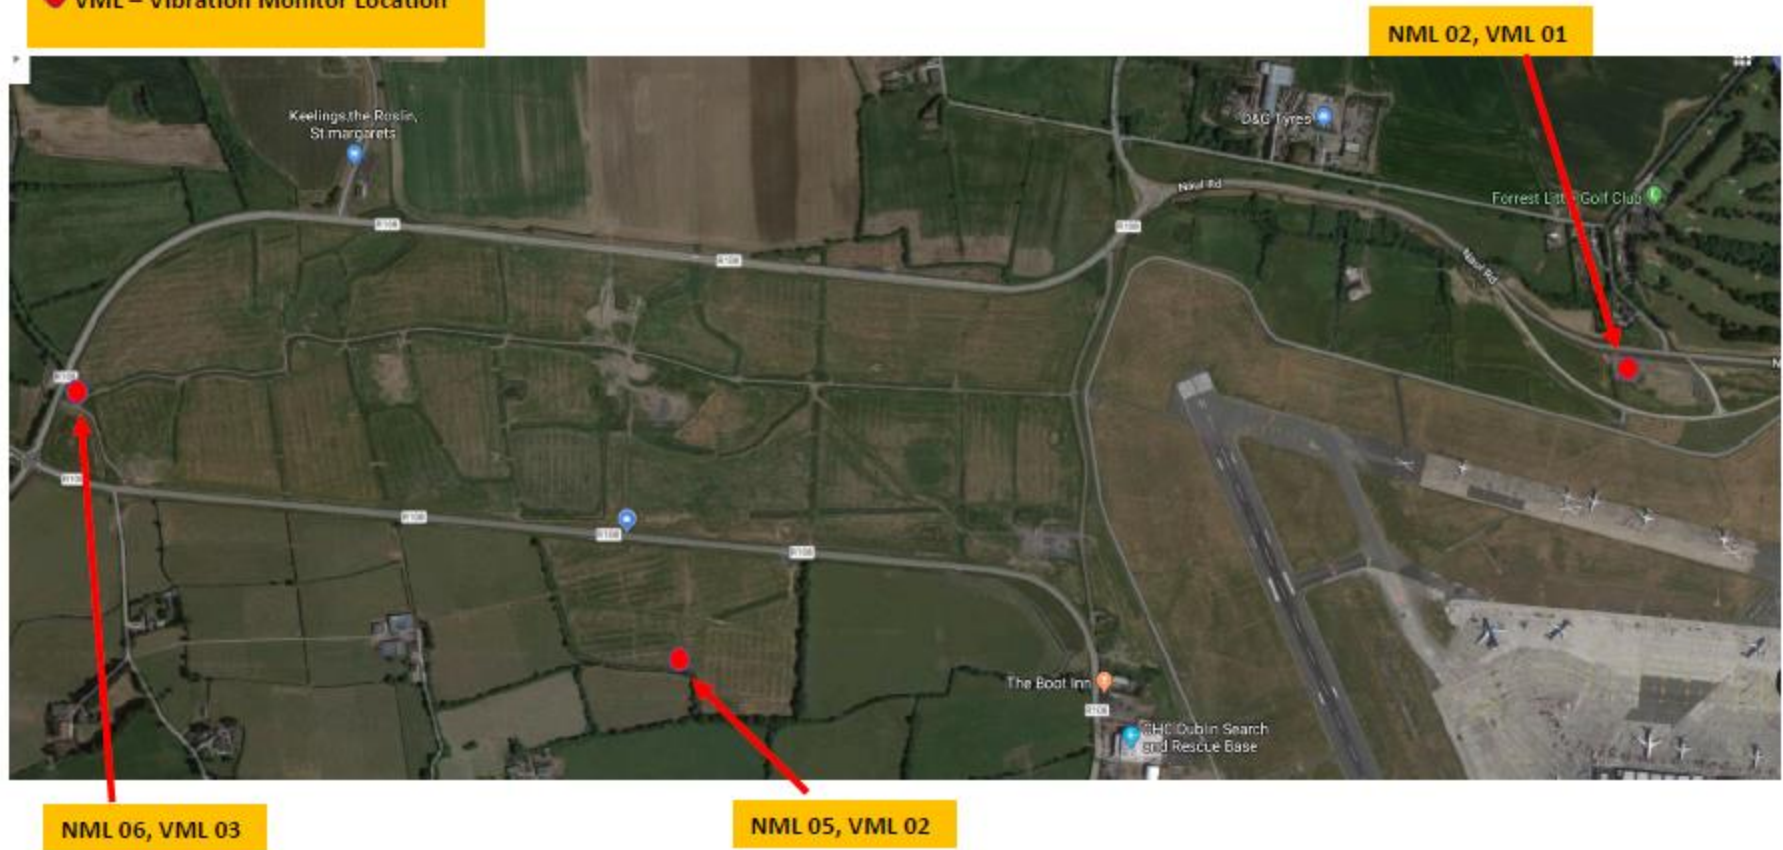 VML – Vibration Monitor Location
NML 02, VML 01
Keelings,the Roslin,
St margarets
D&G Tyres
Naul Rd
Forrest Little Golf Club
R108
R108
R108
Naul Rd
R108
R108
R108
R108
R108
The Boot Inn
R108
CHC Dublin Search
and Rescue Base
NML 06, VML 03
NML 05, VML 02